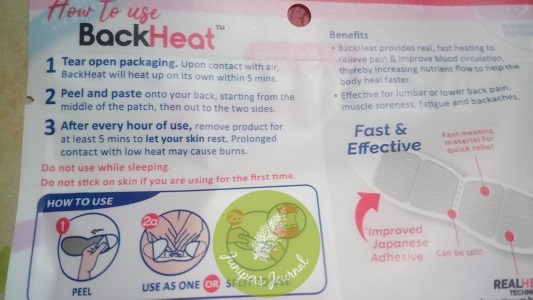 How to use
BackHeat™
1 Tear open packaging. Upon contact with air,
BackHeat will heat up on its own within 5 mins.
2 Peel and paste onto your back, starting from the
middle of the patch, then out to the two sides.
3 After every hour of use, remove product for
at least 5 mins to let your skin rest. Prolonged
contact with low heat may cause burns.
Do not use while sleeping.
Do not stick on skin if you are using for the first time.
HOW TO USE
1
PEEL
2a
2b
USE AS ONE OR SPLIT
Junipers Journal
Benefits
• BackHeat provides real, fast heating to
relieve pain & improve blood circulation,
thereby increasing nutrient flow to help the
body heal faster.
• Effective for lumbar or lower back pain,
muscle soreness, fatigue and backaches.
Fast &
Effective
Fast-heating
material for
quick relief
"Improved
Japanese
Adhesive
Can be split